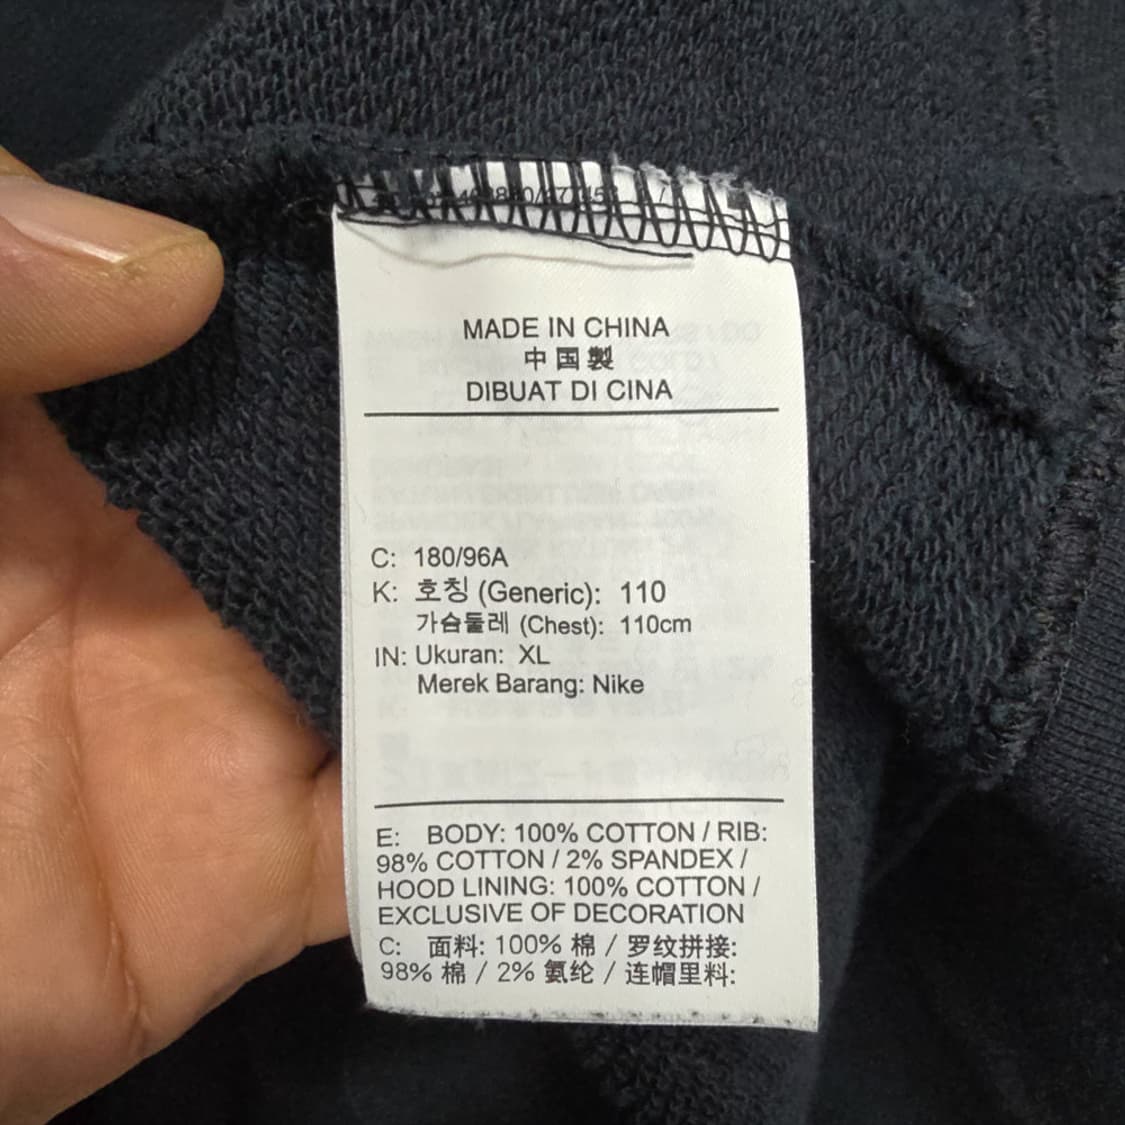 MADE IN CHINA
中国製
DIBUAT DI CINA
C: 180/96A
K: 호칭 (Generic): 110
가슴둘레 (Chest): 110cm
IN: Ukuran: XL
Merek Barang: Nike
E: BODY: 100% COTTON / RIB:
98% COTTON / 2% SPANDEX /
HOOD LINING: 100% COTTON /
EXCLUSIVE OF DECORATION
C: 面料: 100% 棉 / 罗纹拼接:
98% 棉 / 2% 氨纶 / 连帽里料: